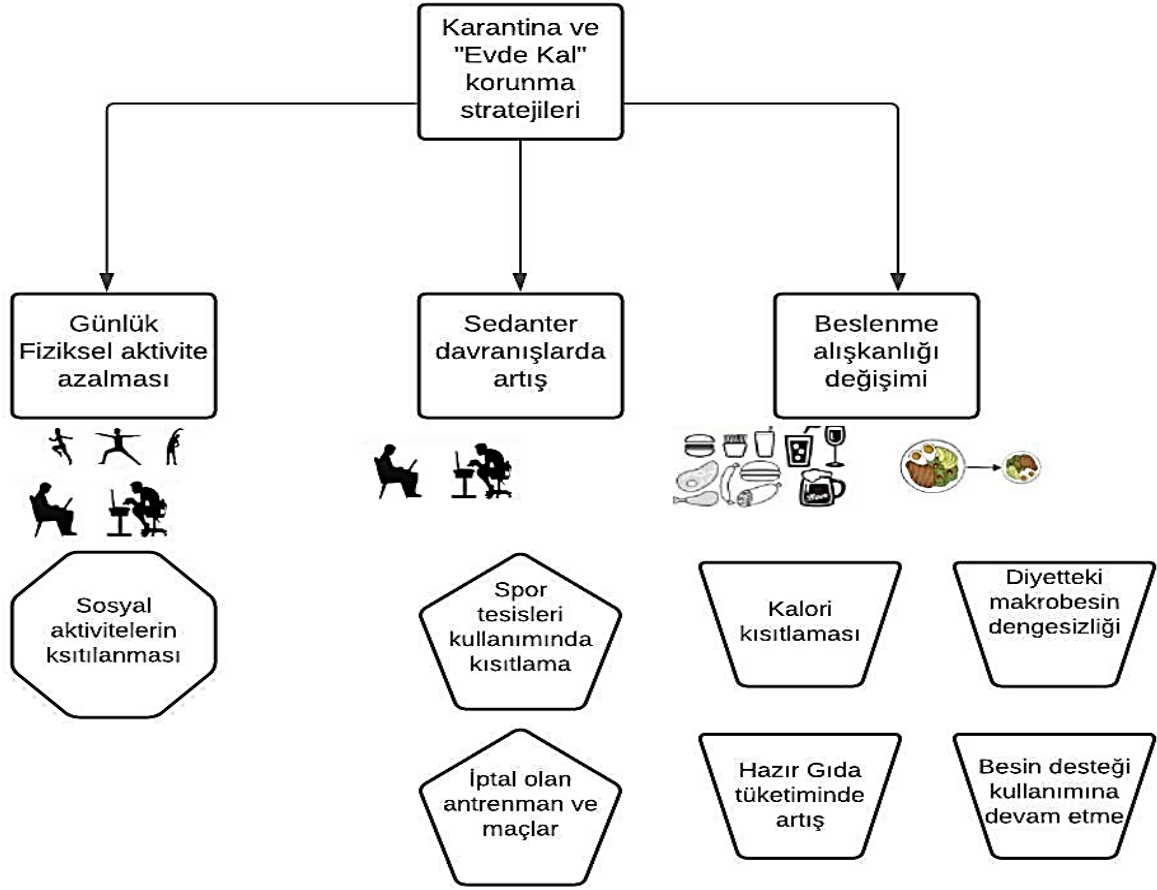 Karantina ve
"Evde Kal"
korunma
stratejileri
Günlük
Fiziksel aktivite
azalması
Sedanter
davranışlarda
artış
Beslenme
alışkanlığı
değişimi
Sosyal
aktivitelerin
ksıtılanması
Spor
tesisleri
kullanımında
kısıtlama
Kalori
kısıtlaması
Diyetteki
makrobesin
dengesizliği
İptal olan
antrenman ve
maçlar
Hazır Gıda
tüketiminde
artış
Besin desteği
kullanımına
devam etme